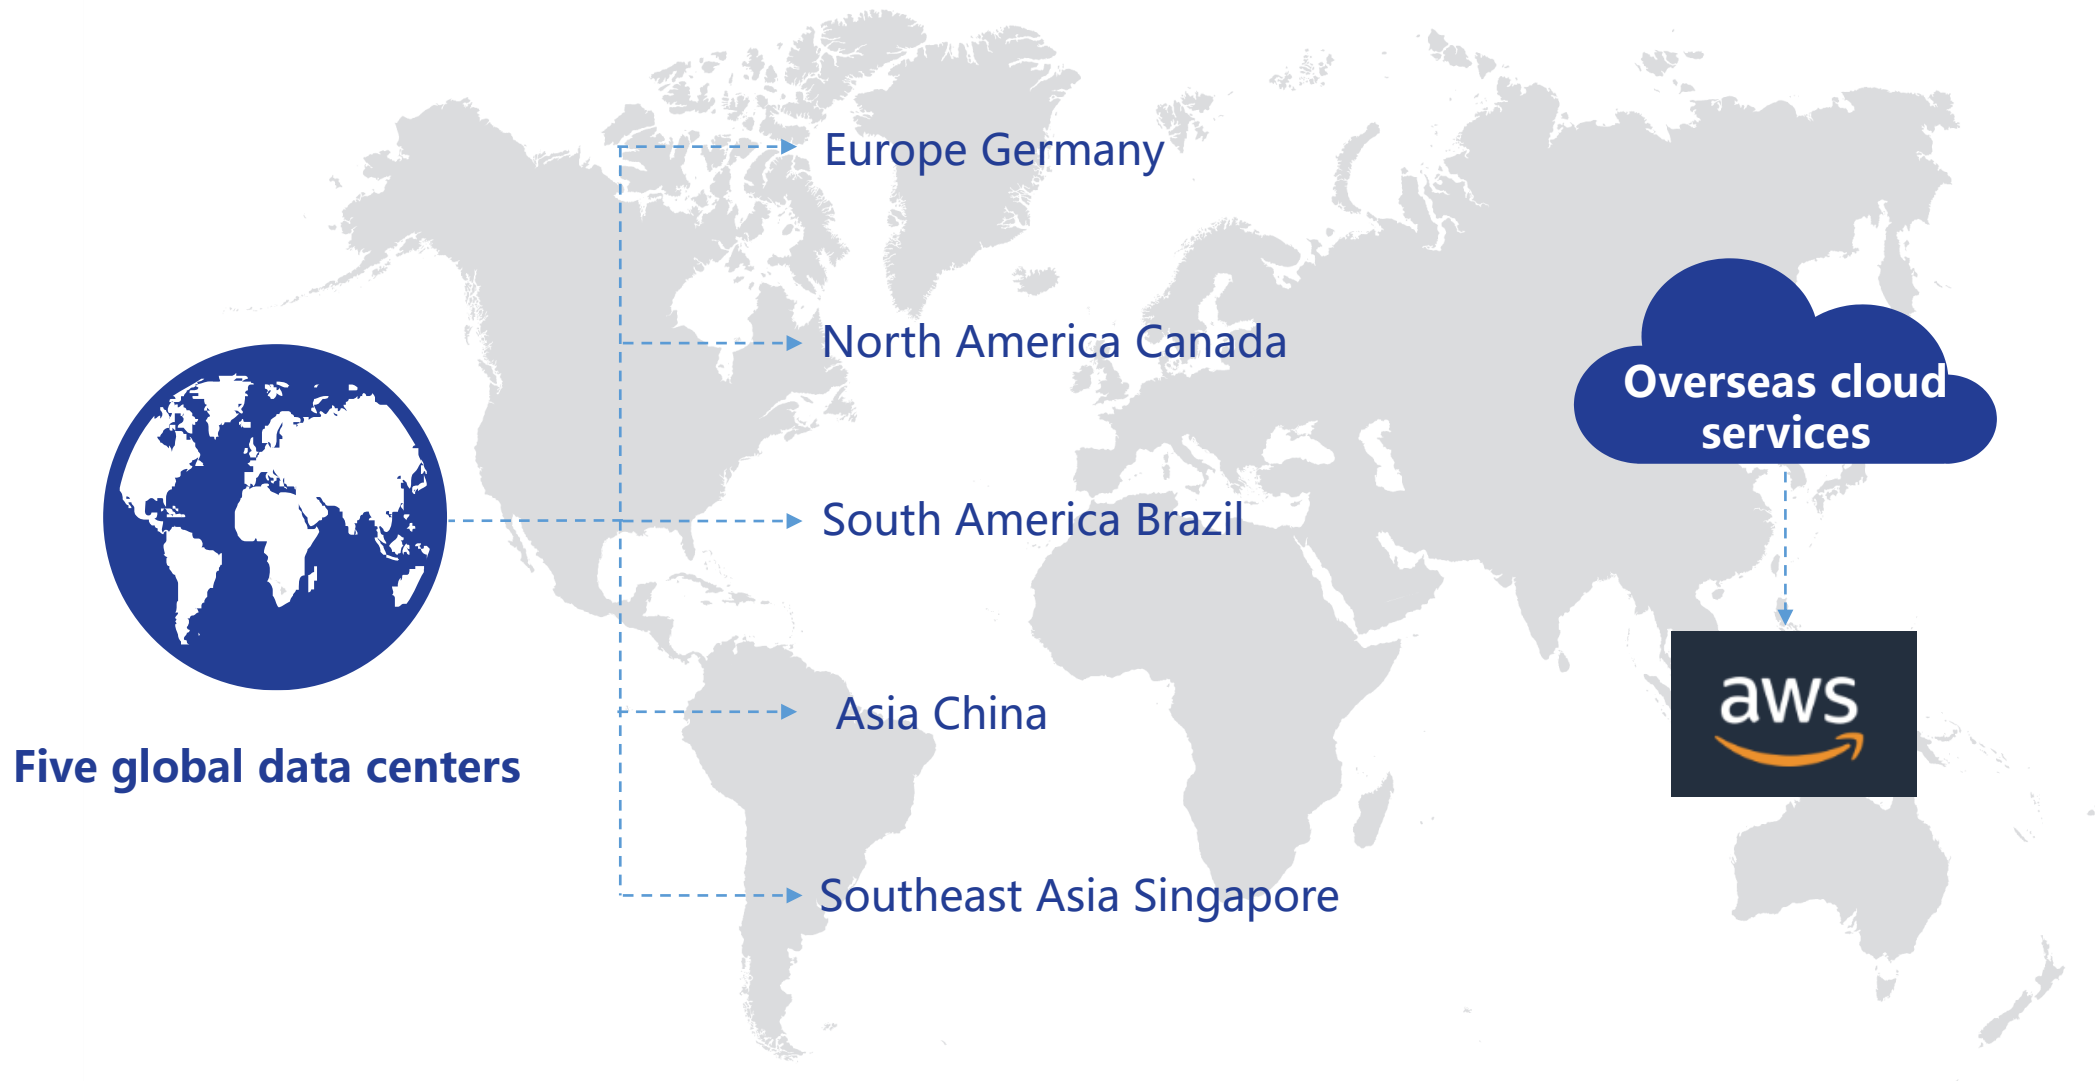 Five global data centers
Europe Germany
North America Canada
South America Brazil
Asia China
Southeast Asia Singapore
Overseas cloud
services
aws